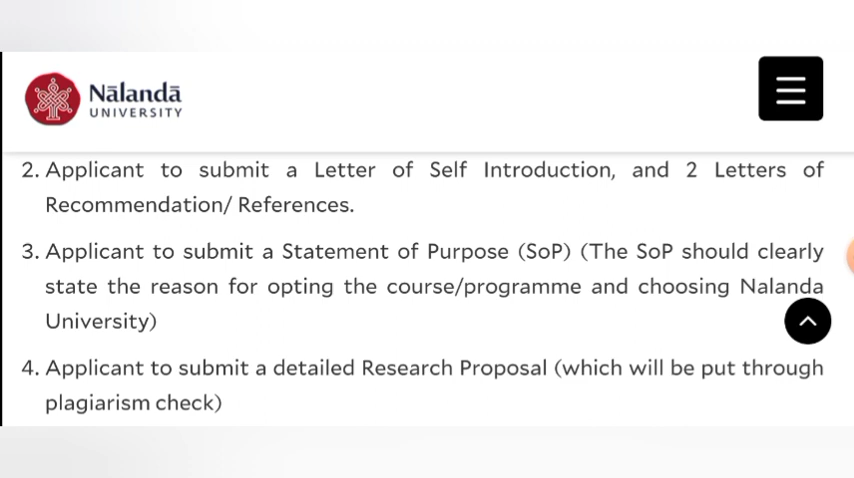 Nālandā
UNIVERSITY
2. Applicant to submit a Letter of Self Introduction, and 2 Letters of
Recommendation/ References.
3. Applicant to submit a Statement of Purpose (SoP) (The SoP should clearly
state the reason for opting the course/programme and choosing Nalanda
University)
4. Applicant to submit a detailed Research Proposal (which will be put through
plagiarism check)